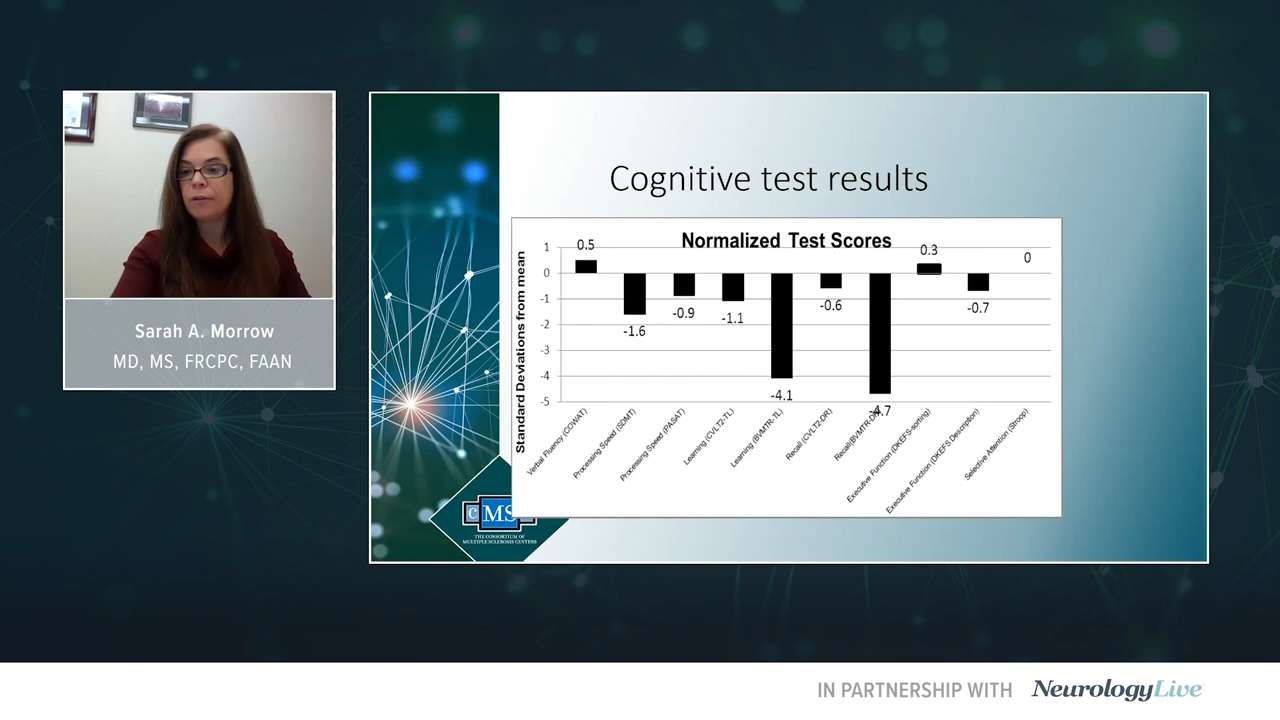 Sarah A. Morrow
MD, MS, FRCPC, FAAN
Cognitive test results
Normalized Test Scores
Standard Deviations from mean
1
0
-1
-2
-3
-4
-5
0.5
-1.6
-0.9
-1.1
-4.1
-0.6
-4.7
0.3
-0.7
0
Verbal Fluency (COWAT)
Processing Speed (SDMT)
Processing Speed (PASAT)
Learning (CVLT2-TL)
Learning (BVMTR-TL)
Recall (CVLT2-DR)
Recall(BVMTR-DR)
Executive Function (DKEFS-sorting)
Executive Function (DKEFS Description)
Selective Attention (Stroop)
CMS
THE CONSORTIUM OF
MULTIPLE SCLEROSIS CENTERS
IN PARTNERSHIP WITH NeurologyLive